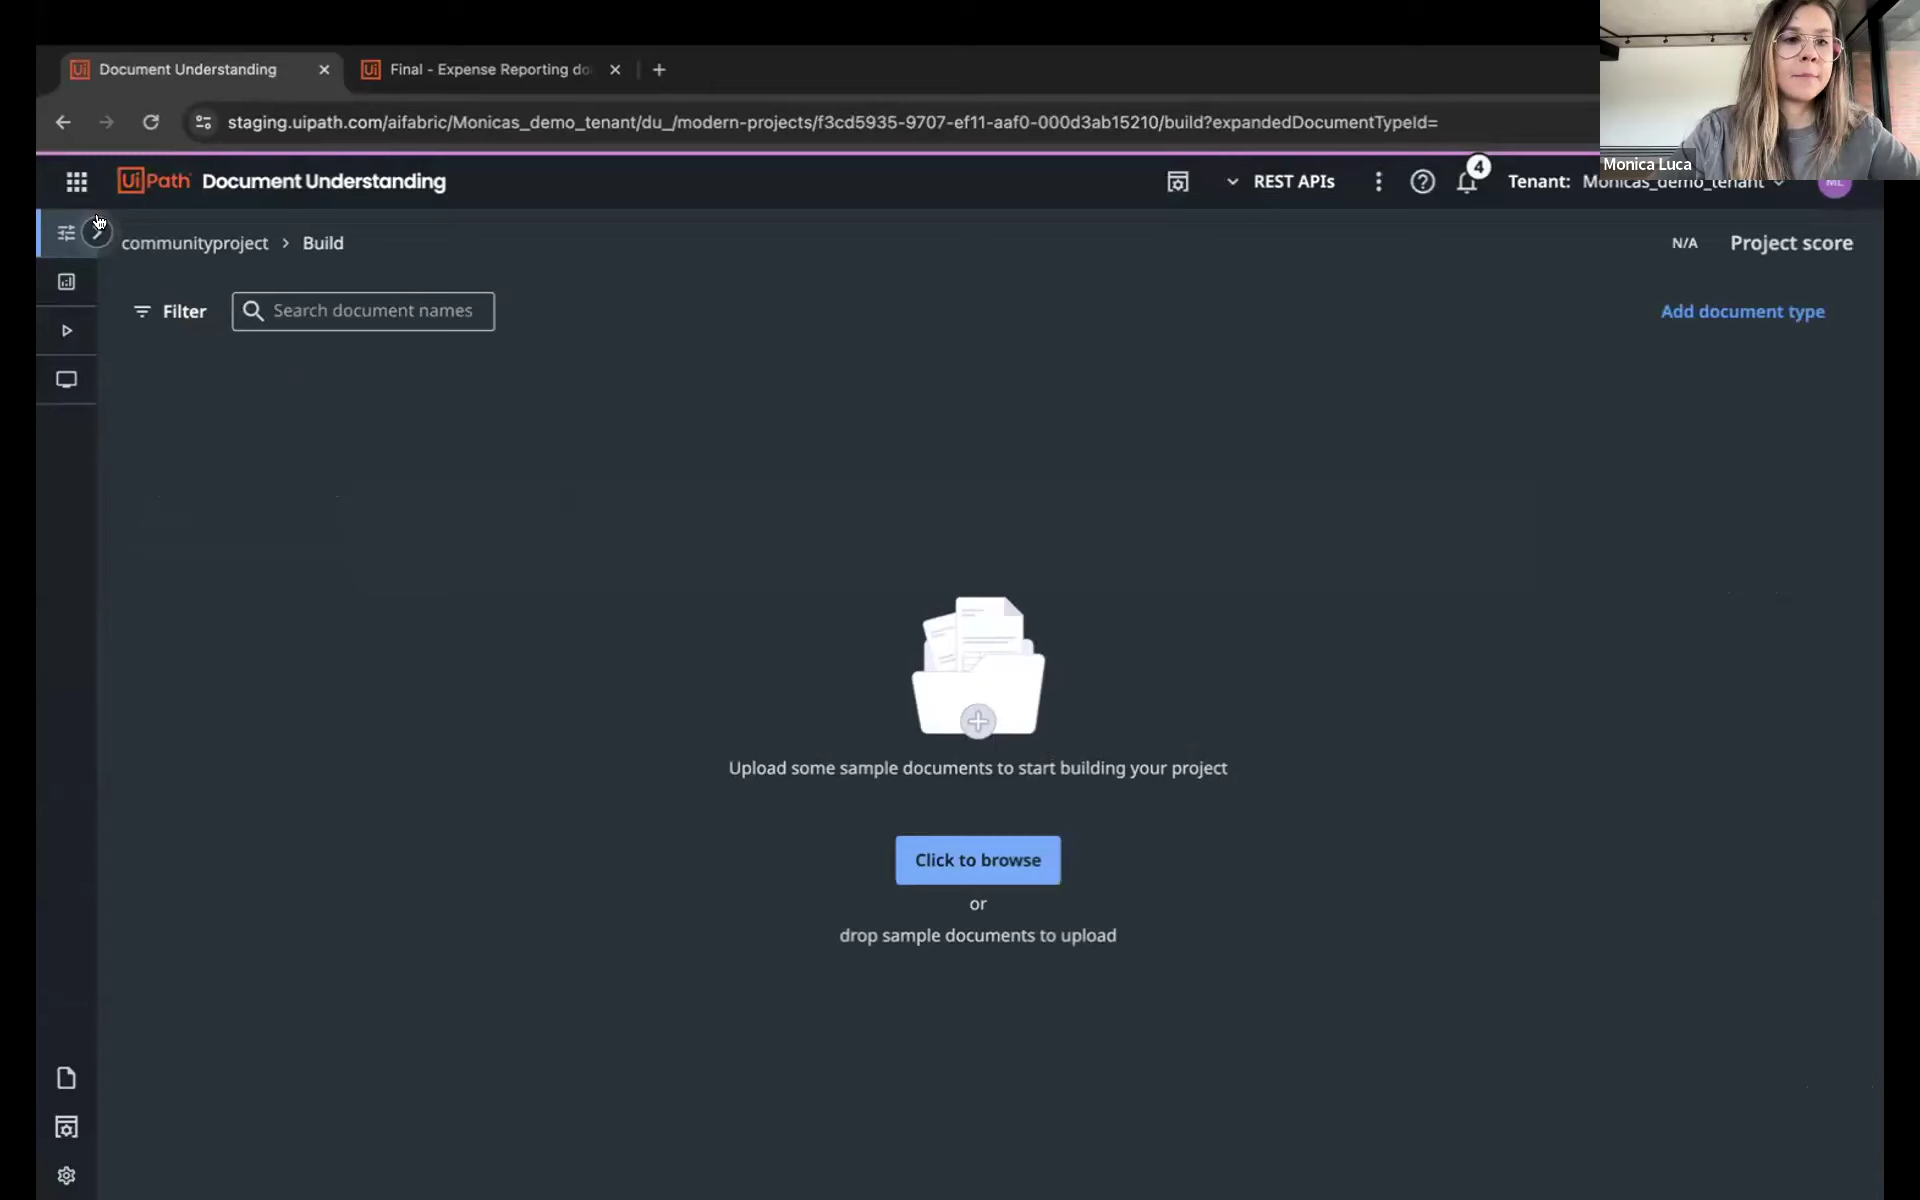 Document Understanding
Final - Expense Reporting do
staging.uipath.com/aifabric/Monicas_demo_tenant/du_/modern-projects/f3cd5935-9707-ef11-aaf0-000d3ab15210/build?expandedDocumentTypeId=
UiPath Document Understanding
REST APIs
4
Tenant: Monicas_demo_tenant
ML
Monica Luca
communityproject > Build
N/A Project score
Filter
Search document names
Add document type
Upload some sample documents to start building your project
Click to browse
or
drop sample documents to upload